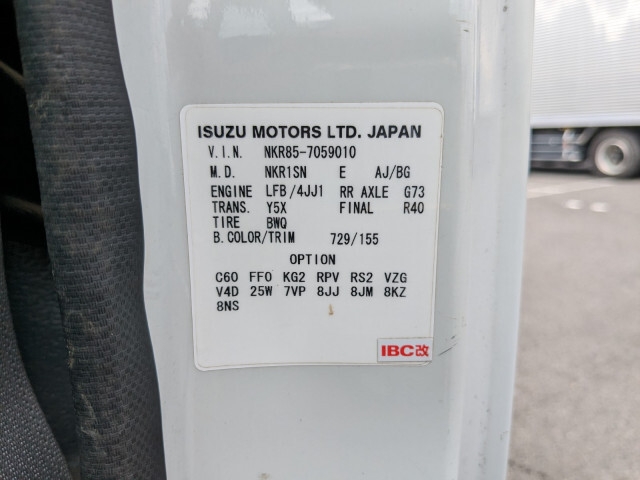 ISUZU MOTORS LTD. JAPAN
V.I.N. NKR85-7059010
M.D. NKR1SN E AJ/BG
ENGINE LFB/4JJ1 RR AXLE G73
TRANS. Y5X FINAL R40
TIRE BWQ
B.COLOR/TRIM 729/155
OPTION
C60 FF0 KG2 RPV RS2 VZG
V4D 25W 7VP 8JJ 8JM 8KZ
8NS
IBC改